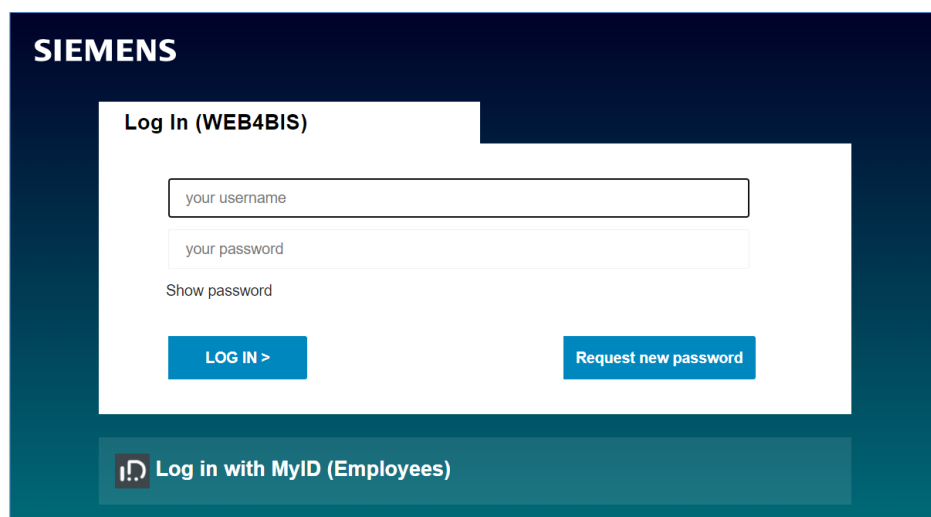 SIEMENS
Log In (WEB4BIS)
your username
your password
Show password
LOG IN >
Request new password
Log in with MyID (Employees)